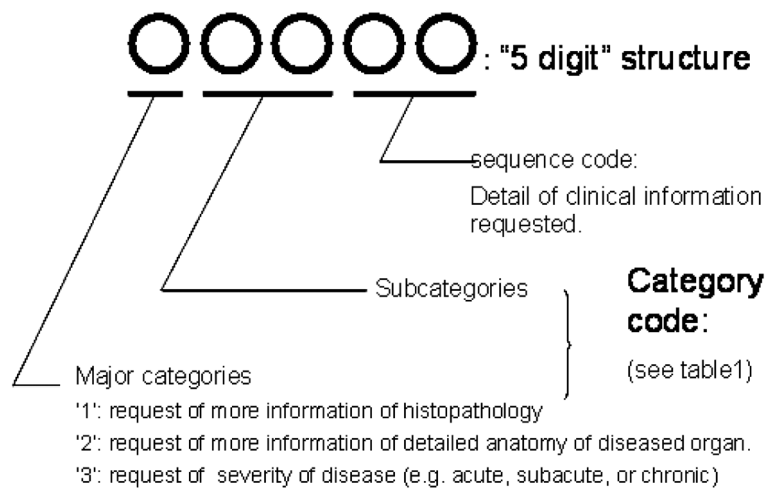 : "5 digit" structure
sequence code:
Detail of clinical information
requested.
Subcategories
Category
code:
(see table1)
Major categories
'1': request of more information of histopathology
'2': request of more information of detailed anatomy of diseased organ.
'3': request of severity of disease (e.g. acute, subacute, or chronic)